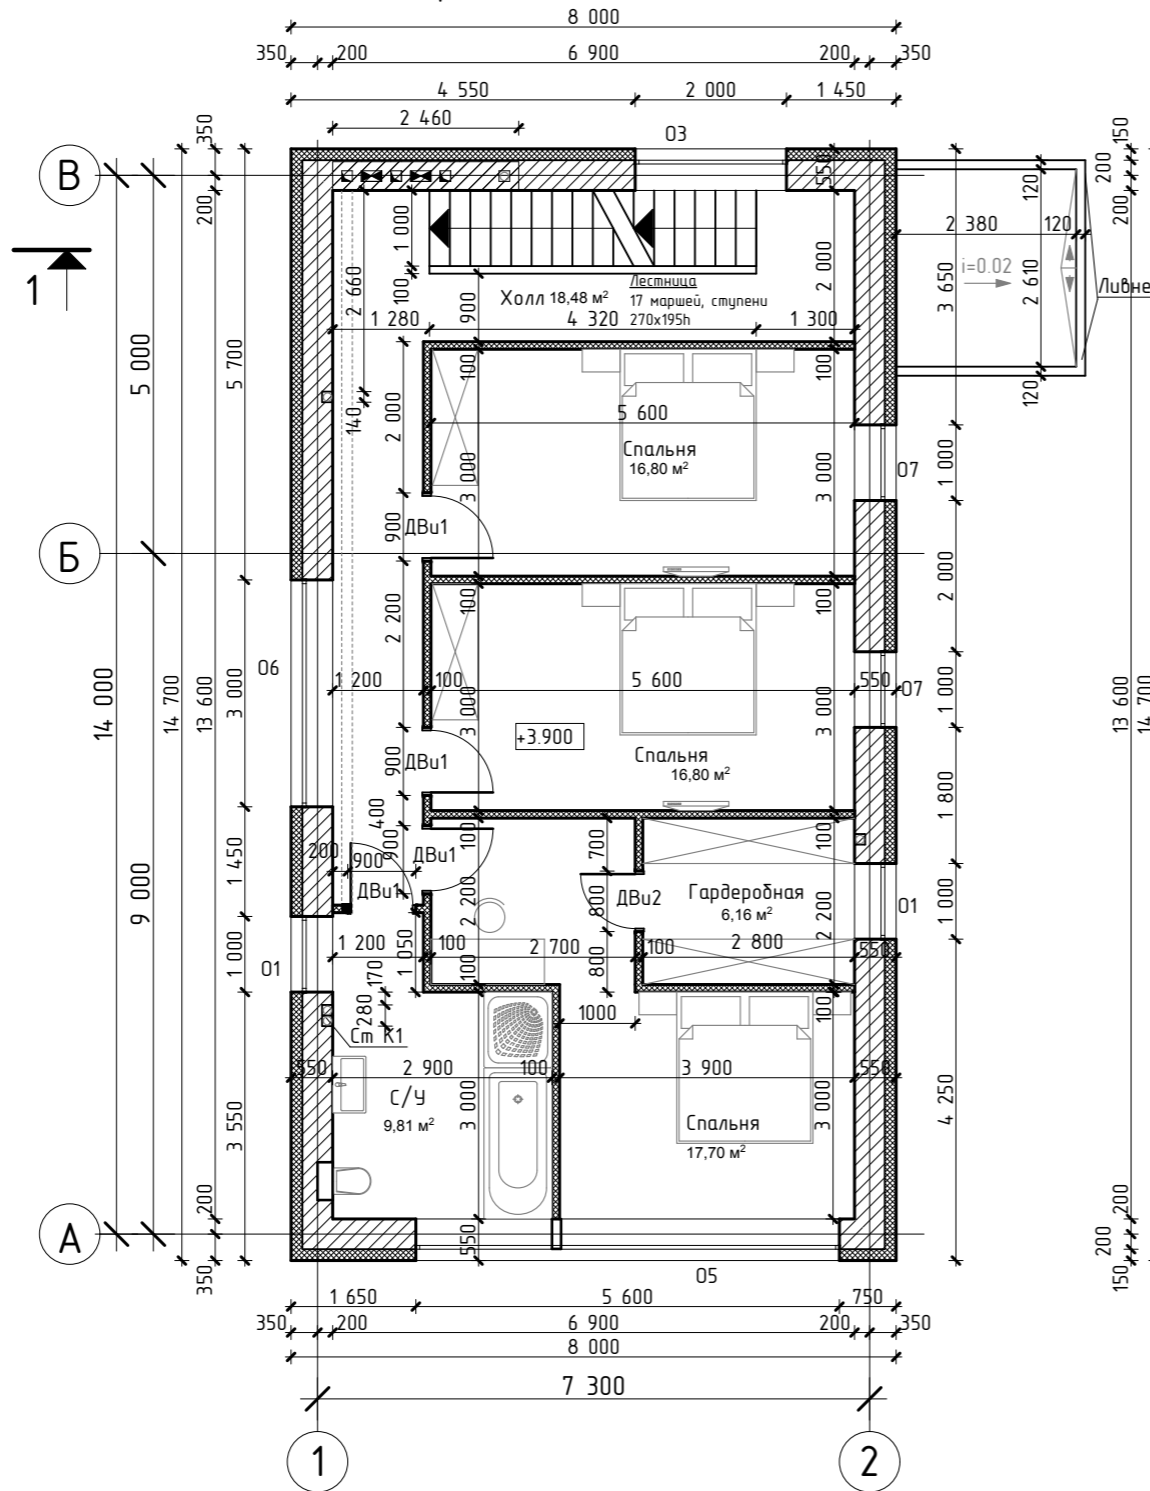 8 000
350 200 6 900 200 350
4 550 2 000 1 450
2 460
О3
350
200
150
200
200
В
1
550
1 000
100
2 660
140
900
2 000
Лестница
17 маршей, ступени
270х195h
Холл 18,48 м²
1 280 4 320 1 300
3 650
120
2 380 120
i=0.02
2 610
120
Ливне
5 000
5 700
2 000
100
100
5 600
Спальня
16,80 м²
3 000
3 000
О7
1 000
900
ДВи1
Б
2 000
100
100
2 200
14 000
14 700
13 600
3 000
О6
1 200 100 5 600 550
О7
1 000
3 000
3 000
+3.900
Спальня
16,80 м²
900
ДВи1
13 600
14 700
1 800
400
100
100
9 000
1 450
200 900
900
ДВи1
ДВи1
700
800
ДВи2
Гардеробная
6,16 м²
2 200
2 200
1 000
О1
1 000
О1
1 200 100 2 700 100 2 800 550
1 050
170
280
100
800
100
Ст К1
1000
550 2 900 100 3 900 550
С/У
9,81 м²
3 000
3 000
Спальня
17,70 м²
4 250
3 550
200
350
А
550
200
200
150
О5
1 650 5 600 750
350 200 6 900 200 350
8 000
7 300
1 2